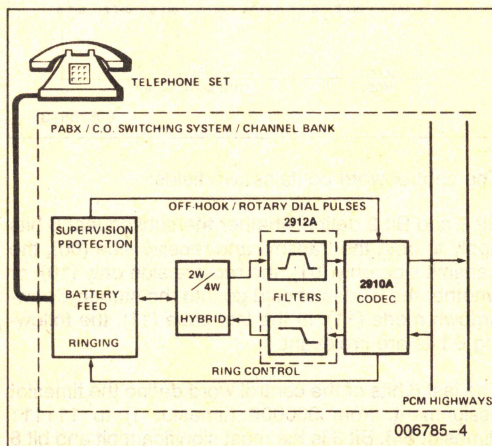 TELEPHONE SET
PABX / C.O. SWITCHING SYSTEM / CHANNEL BANK
OFF-HOOK / ROTARY DIAL PULSES
SUPERVISION
PROTECTION
BATTERY
FEED
RINGING
2W/4W
HYBRID
2912A
FILTERS
2910A
CODEC
RING CONTROL
PCM HIGHWAYS
006785-4